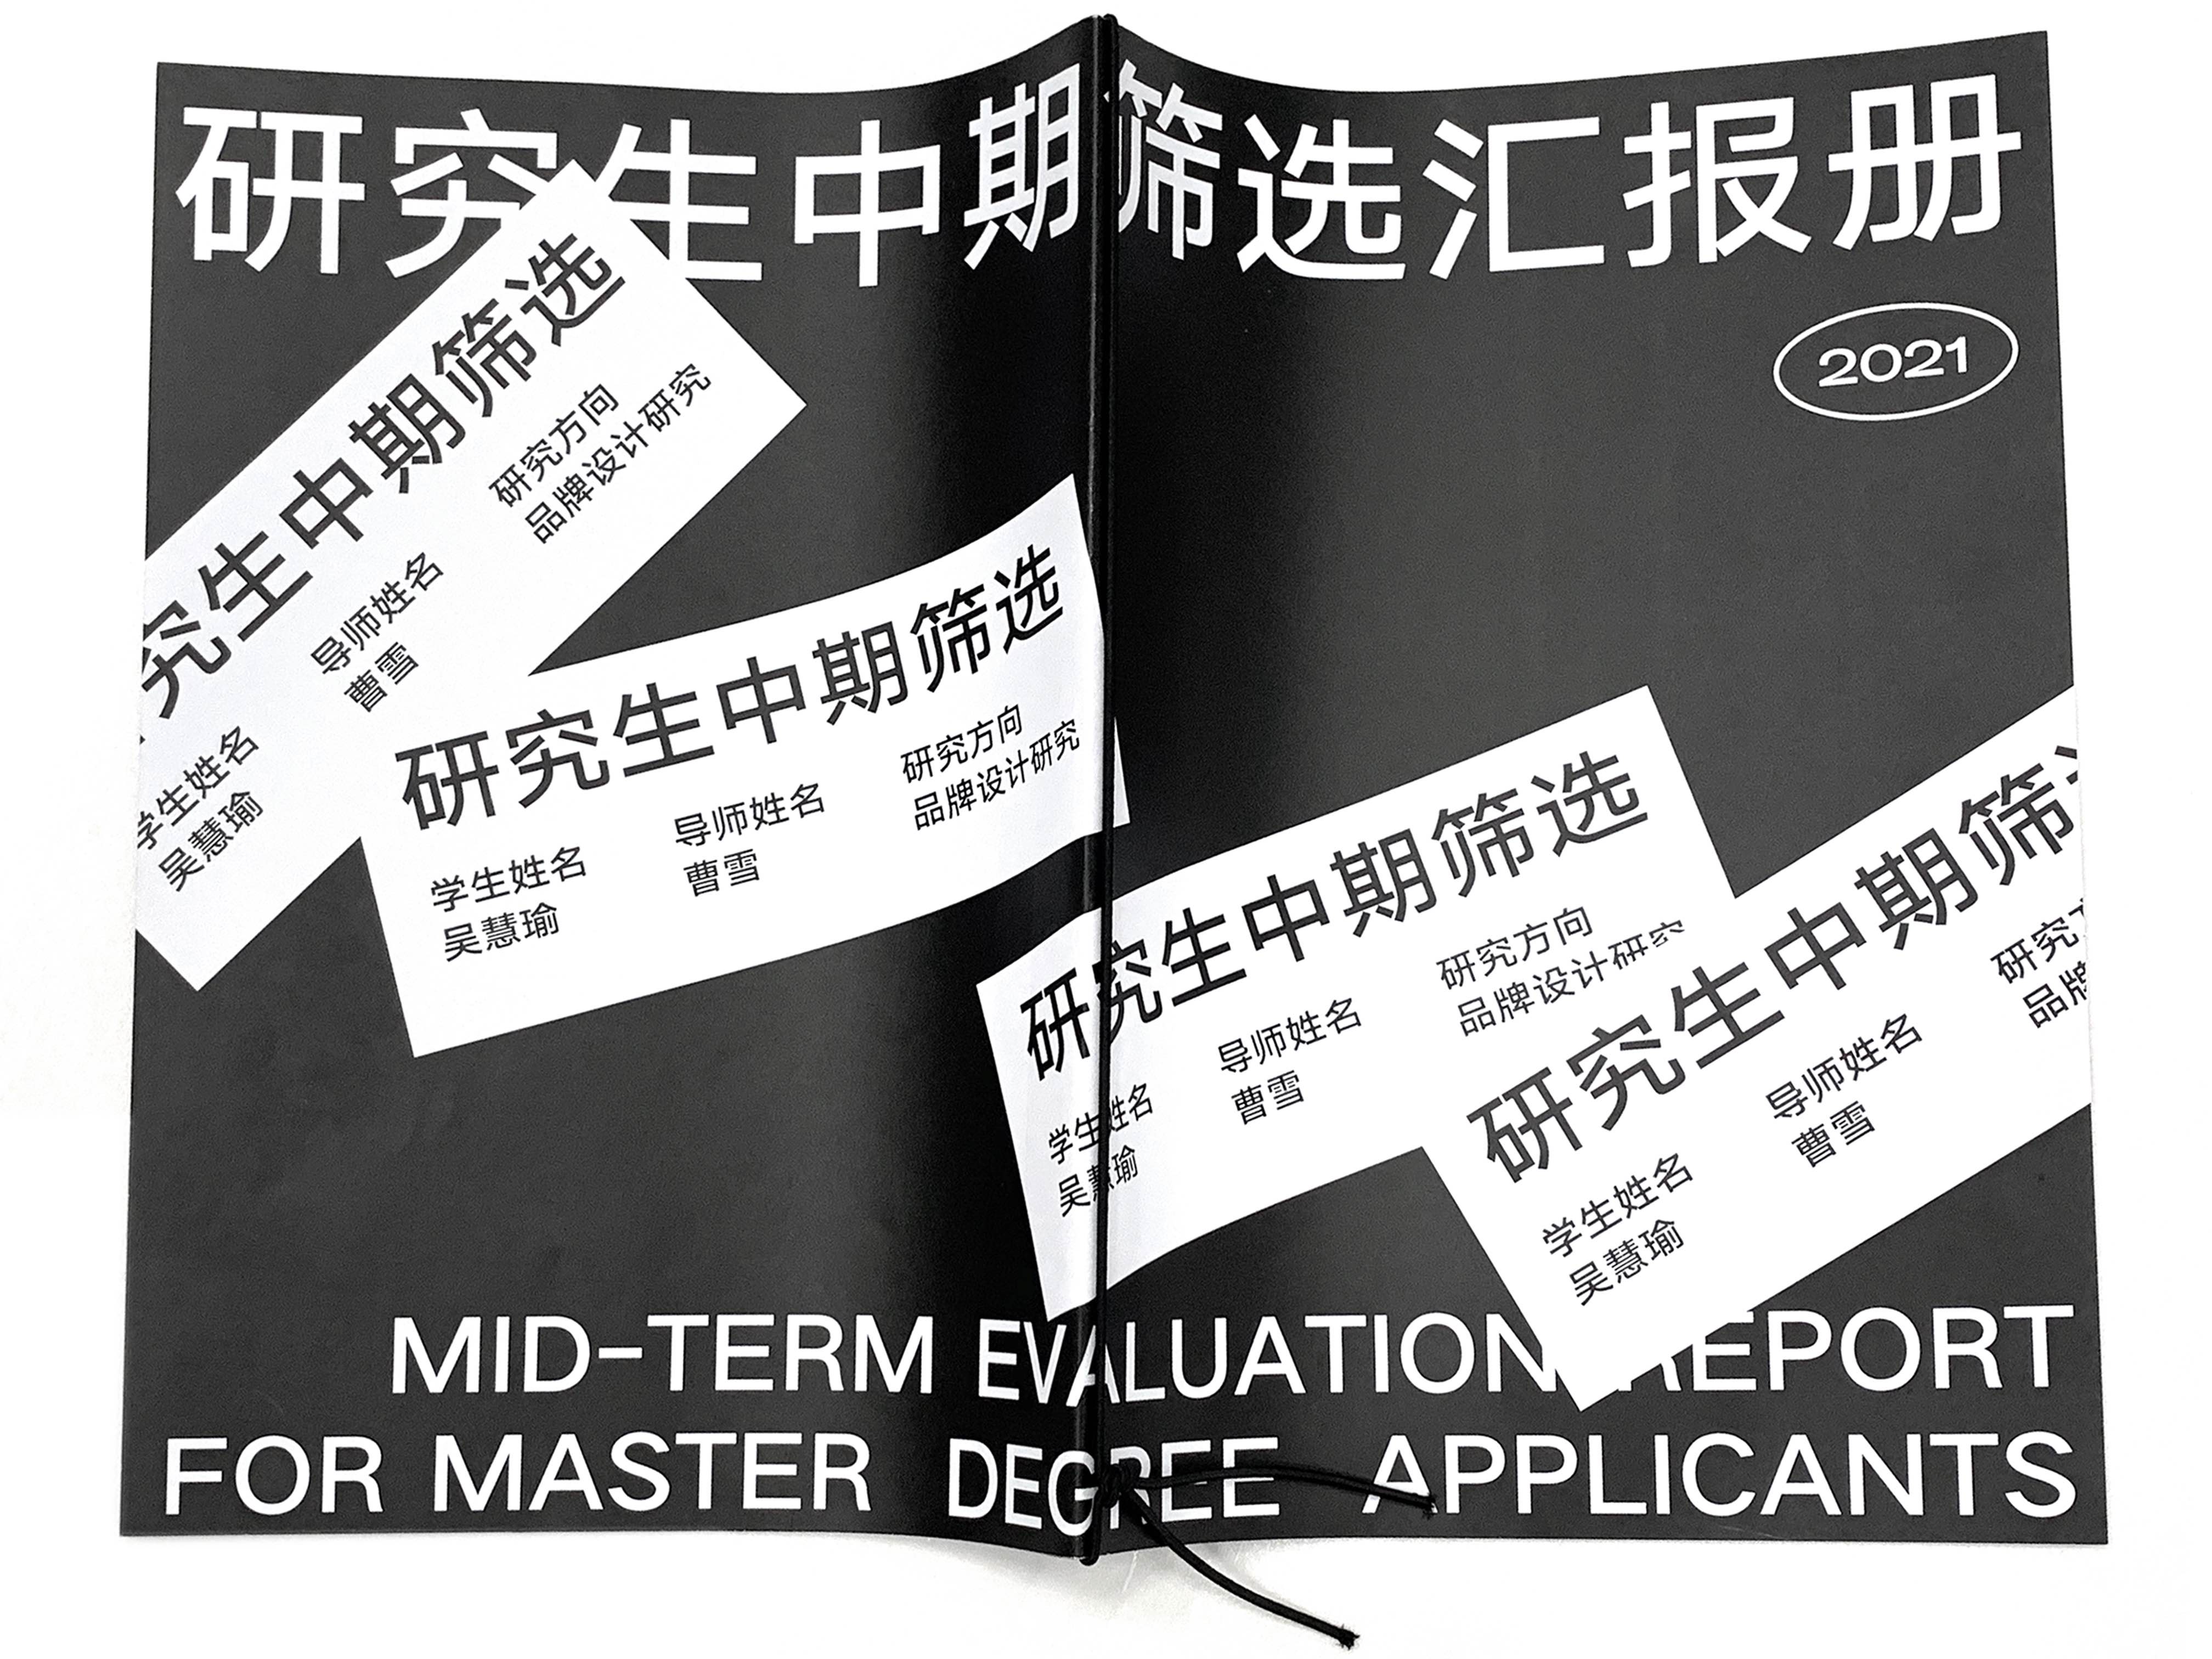 研究生中期筛选汇报册
2021
究生中期筛选
研究方向
品牌设计研究
导师姓名
曹雪
学生姓名
吴慧瑜
研究生中期筛选
研究方向
品牌设计研究
导师姓名
曹雪
学生姓名
吴慧瑜
研究生中期筛选
研究方向
品牌设计研究
导师姓名
曹雪
学生姓名
吴慧瑜
研究生中期筛
研究
品牌
导师姓名
曹雪
学生姓名
吴慧瑜
MID-TERM EVALUATION REPORT
FOR MASTER DEGREE APPLICANTS